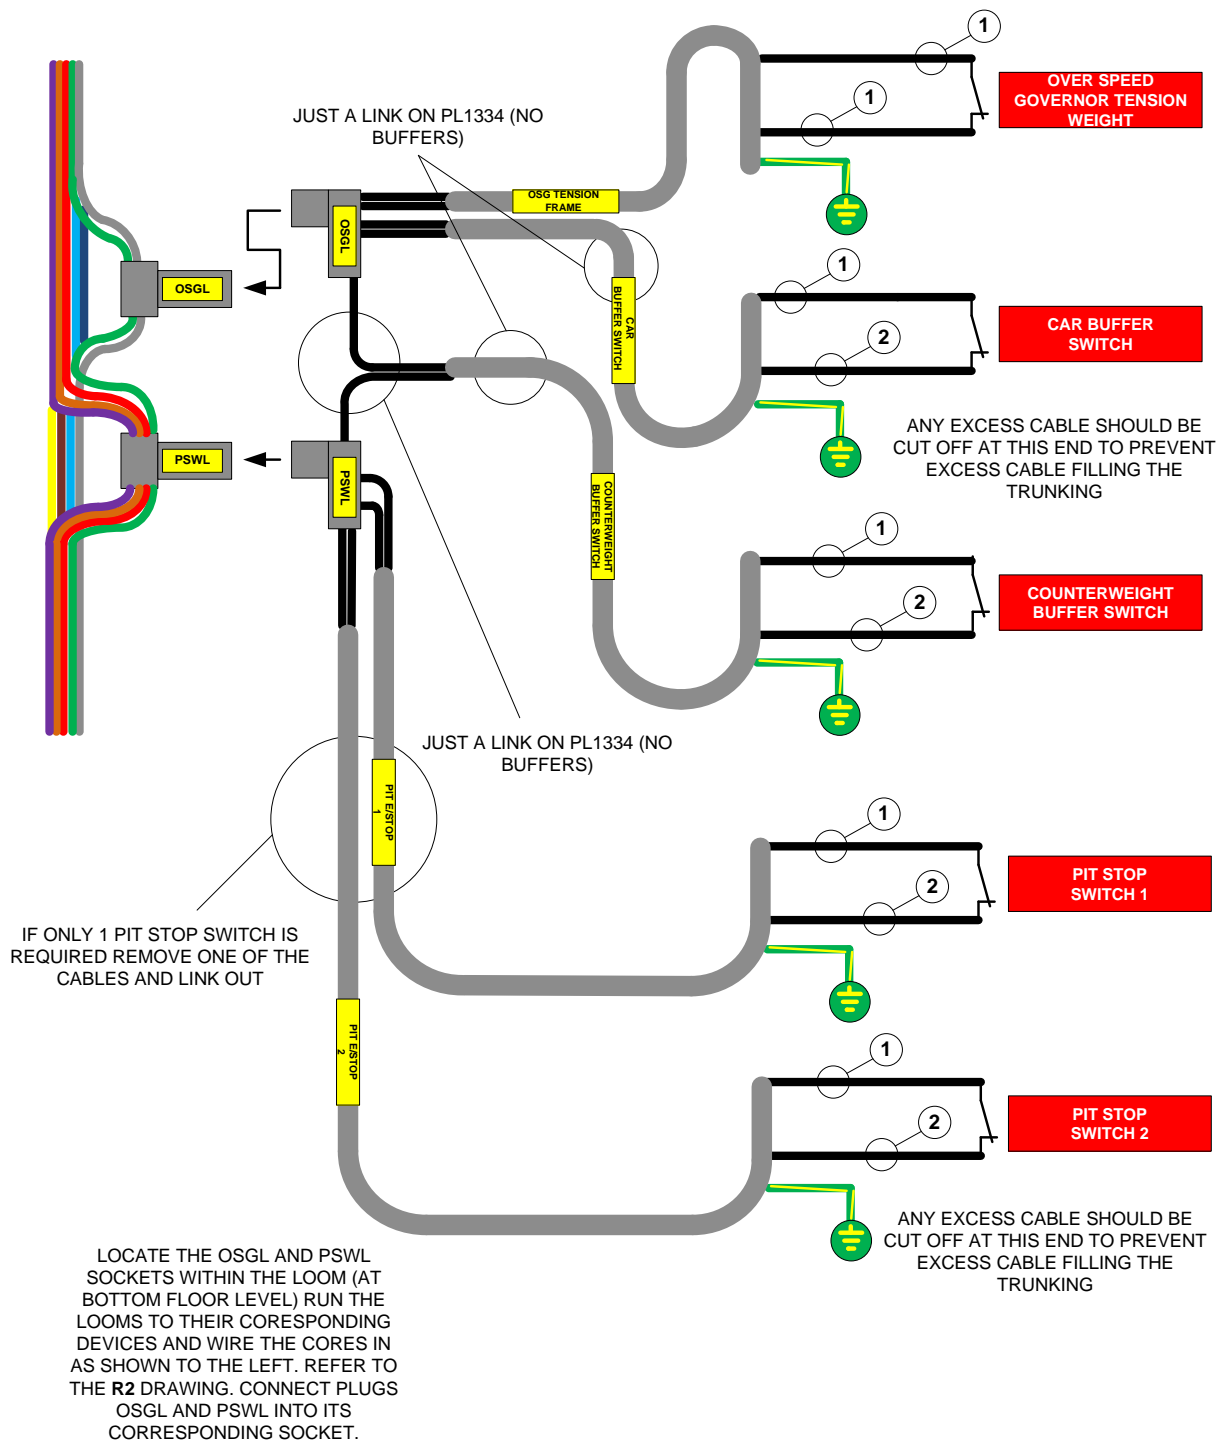 1
OVER SPEED
GOVERNOR TENSION
WEIGHT
1
JUST A LINK ON PL1334 (NO
BUFFERS)
OSG TENSION
FRAME
OSGL
OSGL
1
CAR
BUFFER SWITCH
CAR BUFFER
SWITCH
2
ANY EXCESS CABLE SHOULD BE
CUT OFF AT THIS END TO PREVENT
EXCESS CABLE FILLING THE
TRUNKING
PSWL
PSWL
COUNTERWEIGHT
BUFFER SWITCH
1
COUNTERWEIGHT
BUFFER SWITCH
2
JUST A LINK ON PL1334 (NO
BUFFERS)
PIT E/STOP
1
1
PIT STOP
SWITCH 1
2
IF ONLY 1 PIT STOP SWITCH IS
REQUIRED REMOVE ONE OF THE
CABLES AND LINK OUT
PIT E/STOP
2
1
PIT STOP
SWITCH 2
2
ANY EXCESS CABLE SHOULD BE
CUT OFF AT THIS END TO PREVENT
EXCESS CABLE FILLING THE
TRUNKING
LOCATE THE OSGL AND PSWL
SOCKETS WITHIN THE LOOM (AT
BOTTOM FLOOR LEVEL) RUN THE
LOOMS TO THEIR CORESPONDING
DEVICES AND WIRE THE CORES IN
AS SHOWN TO THE LEFT. REFER TO
THE R2 DRAWING. CONNECT PLUGS
OSGL AND PSWL INTO ITS
CORRESPONDING SOCKET.